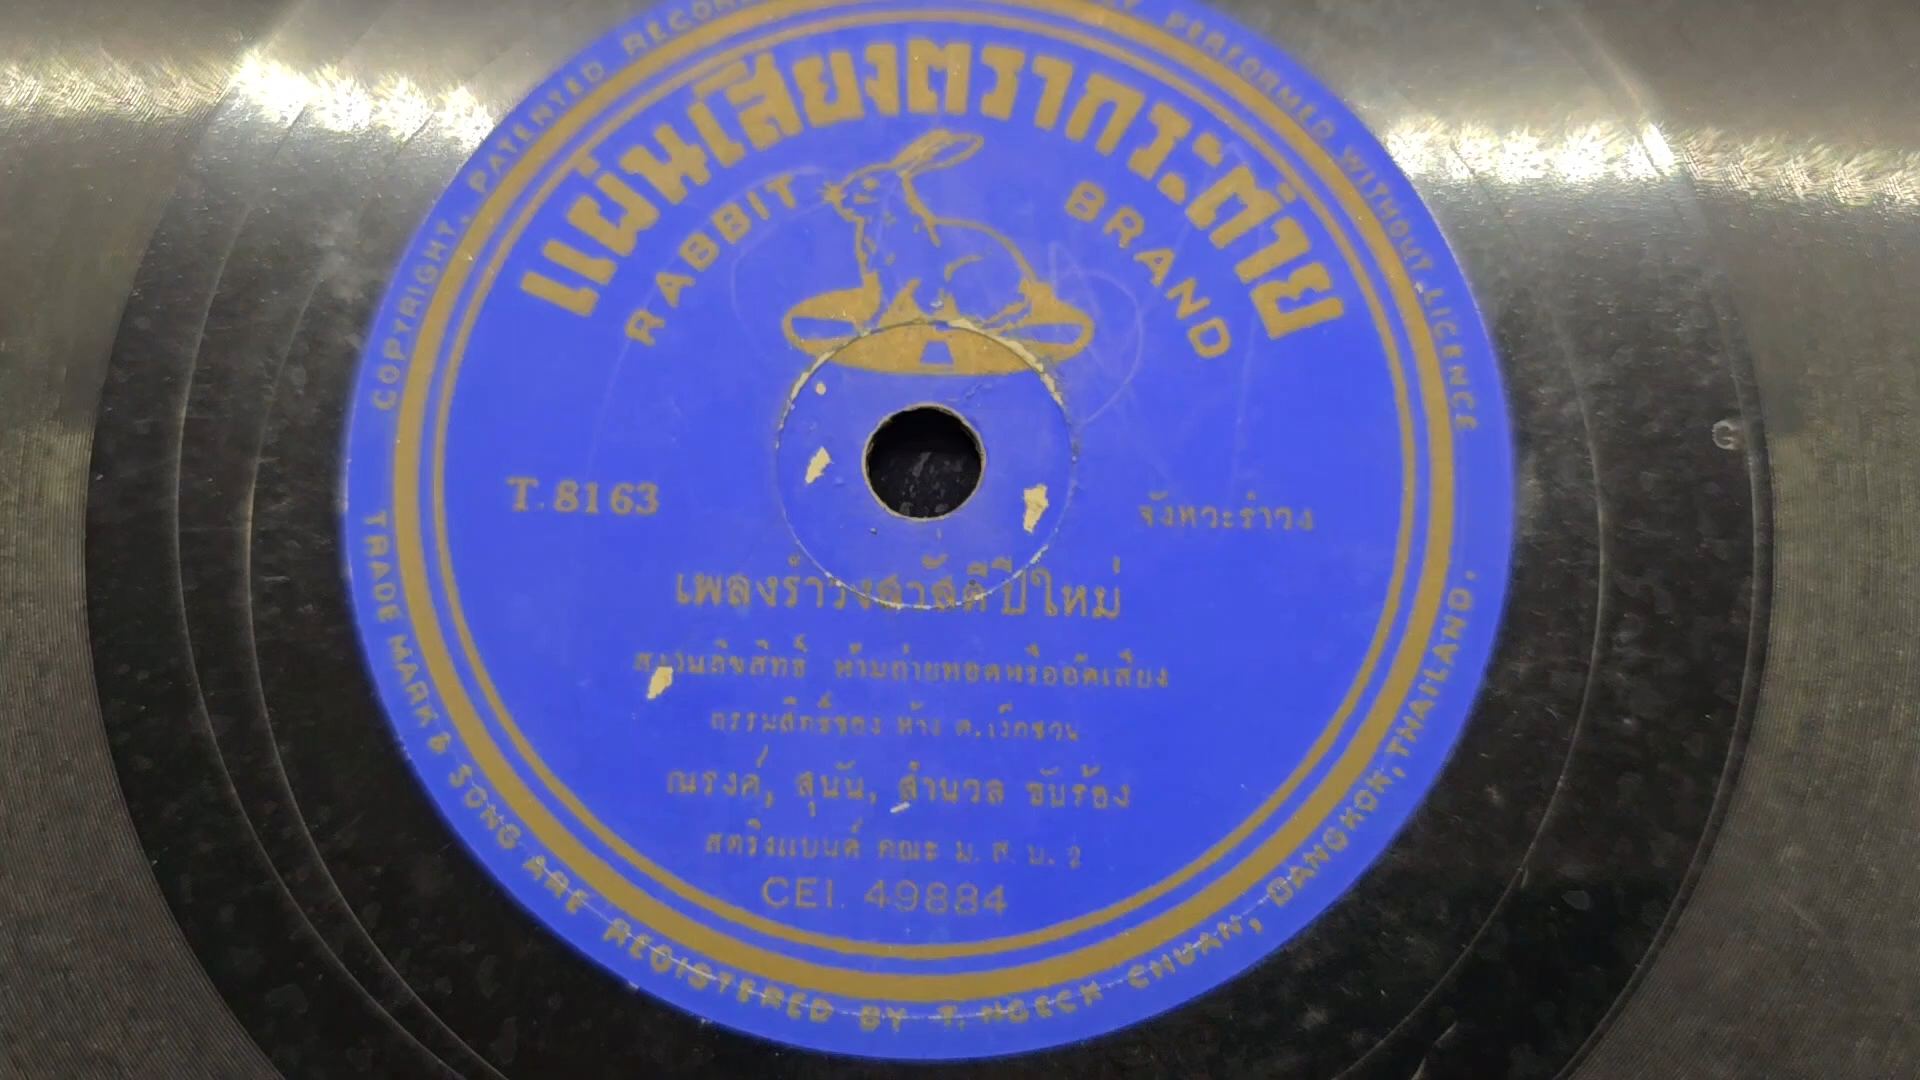 COPYRIGHT. PATENTED RECOR
Y PERFORMED WITHOUT LICENCE
แผ่นเสียงตรากระต่าย
RABBIT BRAND
T. 8163
จังหวะรำวง
เพลงรำวงสวัสดีปีใหม่
สงวนลิขสิทธิ์ ห้ามถ่ายทอดหรืออัดเสียง
กรรมสิทธิ์ของ ห้าง ต.เง็กชวน
ณรงค์, สุนัน, สำนวล ขับร้อง
สตริงแบนด์ คณะ ม. ส. บ. ว
CEI. 49884
TRADE MARK & SONG ARE REGISTERED BY T. NGECK CHUAN, BANGKOK, THAILAND.
G